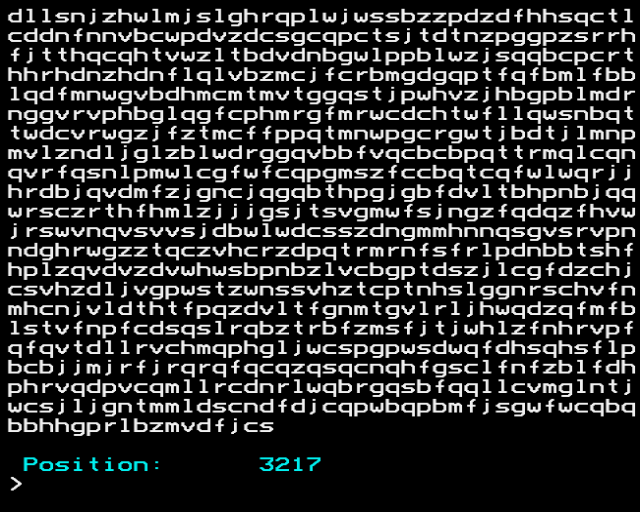 dllsnjzhwlmjslghrqplwjwssbzzpdzdfhhsqctl
cddnfnnvbcwpdvzdcsgcqpctsjtdtnzpggpzsrrh
fjtthqcqhtvwzltbdvdnbgwlppblwzjsqqbcpcrt
hhrhdnzhdnflqlvbzmcjfcrbmgdgqptfqfbmlfbb
lqdfmnwgvbdhmcmtmvtggqstjpwhvzjhbgpblmdr
nggvrvphbglqgfcphmrgfmrwcdchtwfllqwsnbqt
twdcvrwgzjfztmcffppqtmnwpgcrgwtjbdtjlmnp
mvlzndljglzblwdrggqvbbfvqcbcbpqttrmqlcqn
qvrfqsnlpmwlcgfwfcqpgmszfccbqtcqfwlwqrjj
hrdbjqvdmfzjgncjqgqbthpgjgbfdvltbhpnbjqq
wrsczrthfhmlzjjjgsjtsvgmwfsjngzfqdqzfhvw
jrswvnqvsvvsjdbwlwdcsszdngmmhnnqsgvsrvpn
ndghrwgzztqczvhcrzdpqtrmrnfsfrlpdnbbtshf
hplzqvdvzdvwhwsbpnbzlvcbgptdszjlcgfdzchj
csvhzdljvgpwstzwnssvhztcptnhslggnrschvfn
mhcnjvldthtfpqzdvltfgnmtgvlrljhwqdzqfmfb
lstvfnpfcdsqslrqbztrbfzmsfjtjwhlzfnhrvpf
qfqvtdllrvchmqphgljwcspgpwsdwqfdhsqhsflp
bcbjjmjrfjrqrqfqcqzqsqcnqhfgsclfnfzblfdh
phrvqdpvcqmllrcdnrlwqbrgqsbfqqllcvmglntj
wcsjljgntmmldscndfdjcqpwbqpbmfjsgwfwcqbq
bbhhgprlbzmvdfjcs
Position: 3217
>